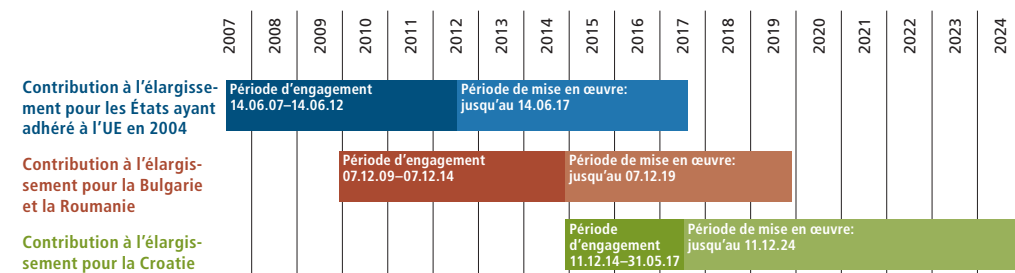 2007
2008
2009
2010
2011
2012
2013
2014
2015
2016
2017
2018
2019
2020
2021
2022
2023
2024
Contribution à l’élargisse-
ment pour les États ayant
adhéré à l’UE en 2004
Période d’engagement
14.06.07–14.06.12
Période de mise en œuvre:
jusqu’au 14.06.17
Contribution à l’élargis-
sement pour la Bulgarie
et la Roumanie
Période d’engagement
07.12.09–07.12.14
Période de mise en œuvre:
jusqu’au 07.12.19
Contribution à l’élargis-
sement pour la Croatie
Période
d’engagement
11.12.14–31.05.17
Période de mise en œuvre:
jusqu’au 11.12.24